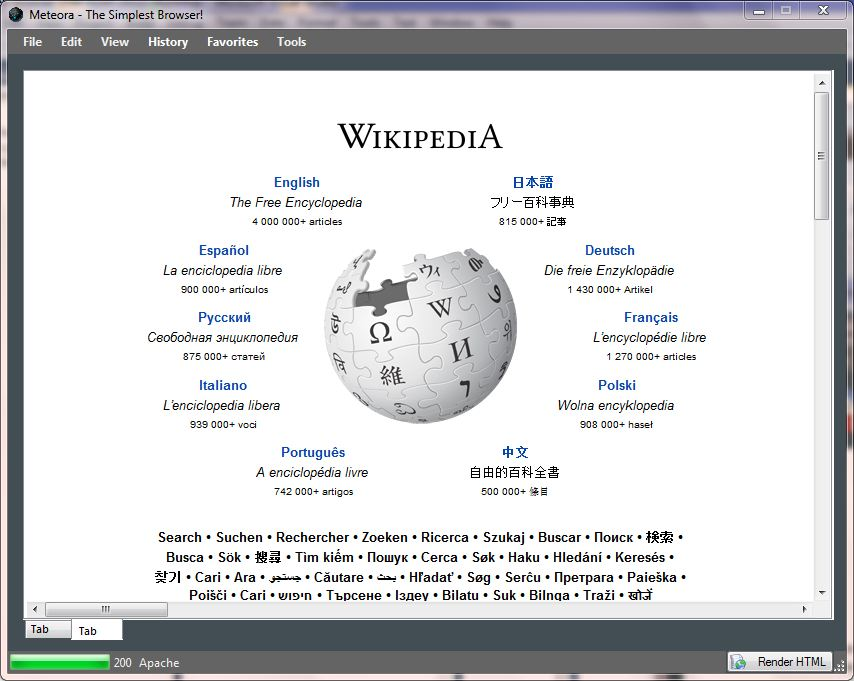 Meteora - The Simplest Browser!
File Edit View History Favorites Tools
WIKIPEDIA
English
The Free Encyclopedia
4 000 000+ articles
日本語
フリー百科事典
815 000+ 記事
Español
La enciclopedia libre
900 000+ artículos
Deutsch
Die freie Enzyklopädie
1 430 000+ Artikel
Русский
Свободная энциклопедия
875 000+ статей
Français
L'encyclopédie libre
1 270 000+ articles
Italiano
L'enciclopedia libera
939 000+ voci
Polski
Wolna encyklopedia
908 000+ haseł
Português
A enciclopédia livre
742 000+ artigos
中文
自由的百科全書
500 000+ 條目
Ω W И 維 ウィ 7
Search • Suchen • Rechercher • Zoeken • Ricerca • Szukaj • Buscar • Поиск • 検索 •
Busca • Sök • 搜尋 • Tìm kiếm • Пошук • Cerca • Søk • Haku • Hledání • Keresés •
찾기 • Cari • Ara • جستجو • Căutare • بحث • Hľadať • Søg • Serĉu • Претрага • Paieška •
Poišči • Cari • חיפוש • Търсене • Іздеу • Bilatu • Suk • Bilnga • Traži • खोजें
Tab Tab
200 Apache Render HTML